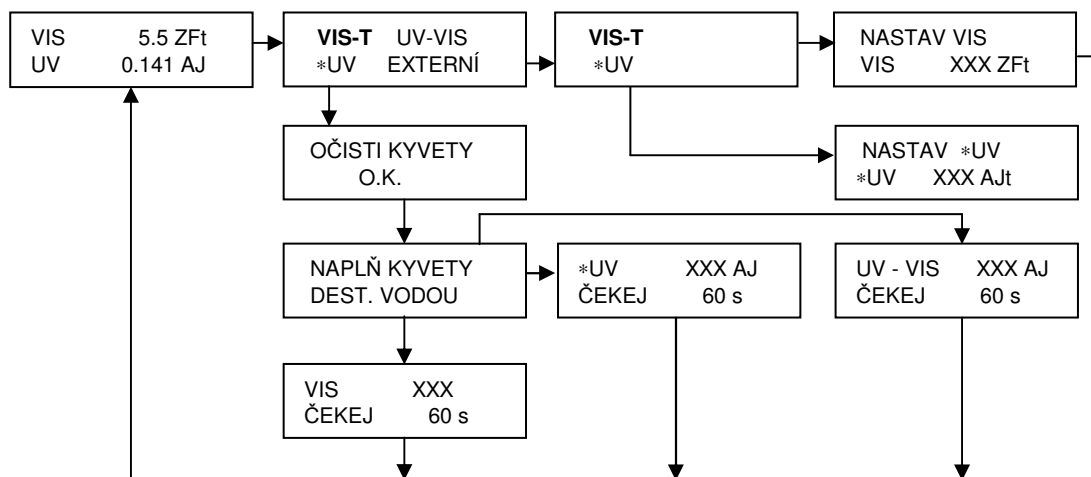 VIS 5.5 ZFt
UV 0.141 AJ
VIS-T UV-VIS
*UV EXTERNÍ
VIS-T
*UV
NASTAV VIS
VIS XXX ZFt
OČISTI KYVETY
O.K.
NASTAV *UV
*UV XXX AJt
NAPLŇ KYVETY
DEST. VODOU
*UV XXX AJ
ČEKEJ 60 s
UV - VIS XXX AJ
ČEKEJ 60 s
VIS XXX
ČEKEJ 60 s